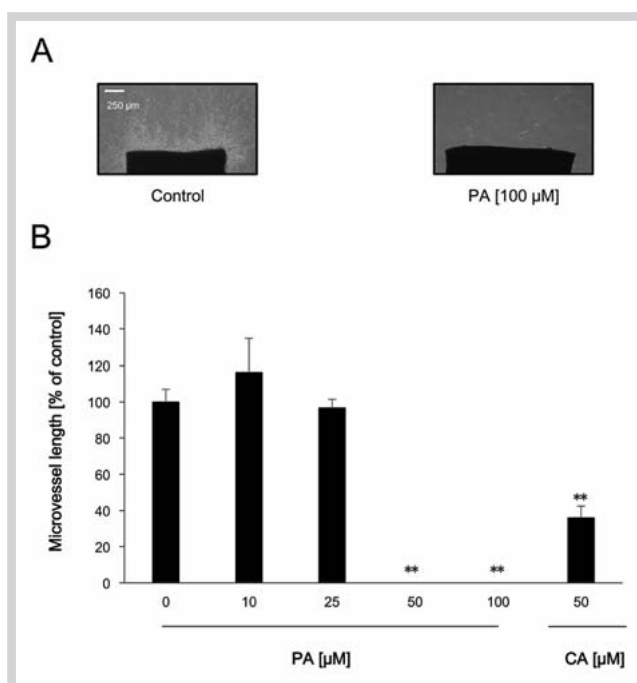 A
250 µm
Control
PA [100 µM]
B
Microvessel length [% of control]
160
140
120
100
80
60
40
20
0
** ** **
0 10 25 50 100 50
PA [µM] CA [µM]